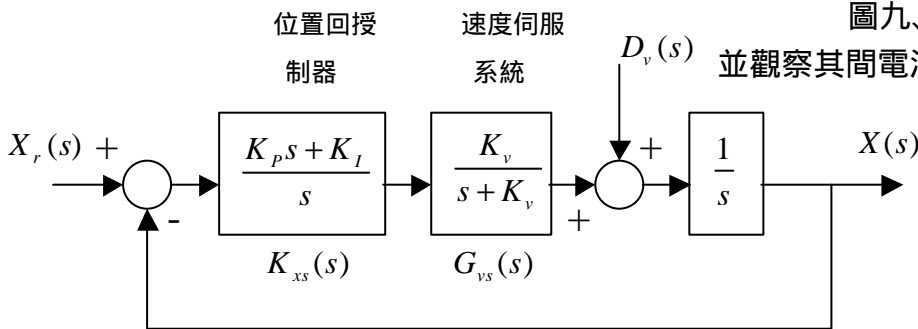 位置回授
制器
速度伺服
系統
圖九、
並觀察其間電
D_v(s)
X_r(s) +
-
K_P s + K_I
s
K_xs(s)
K_v
s + K_v
G_vs(s)
+
+
1
s
X(s)